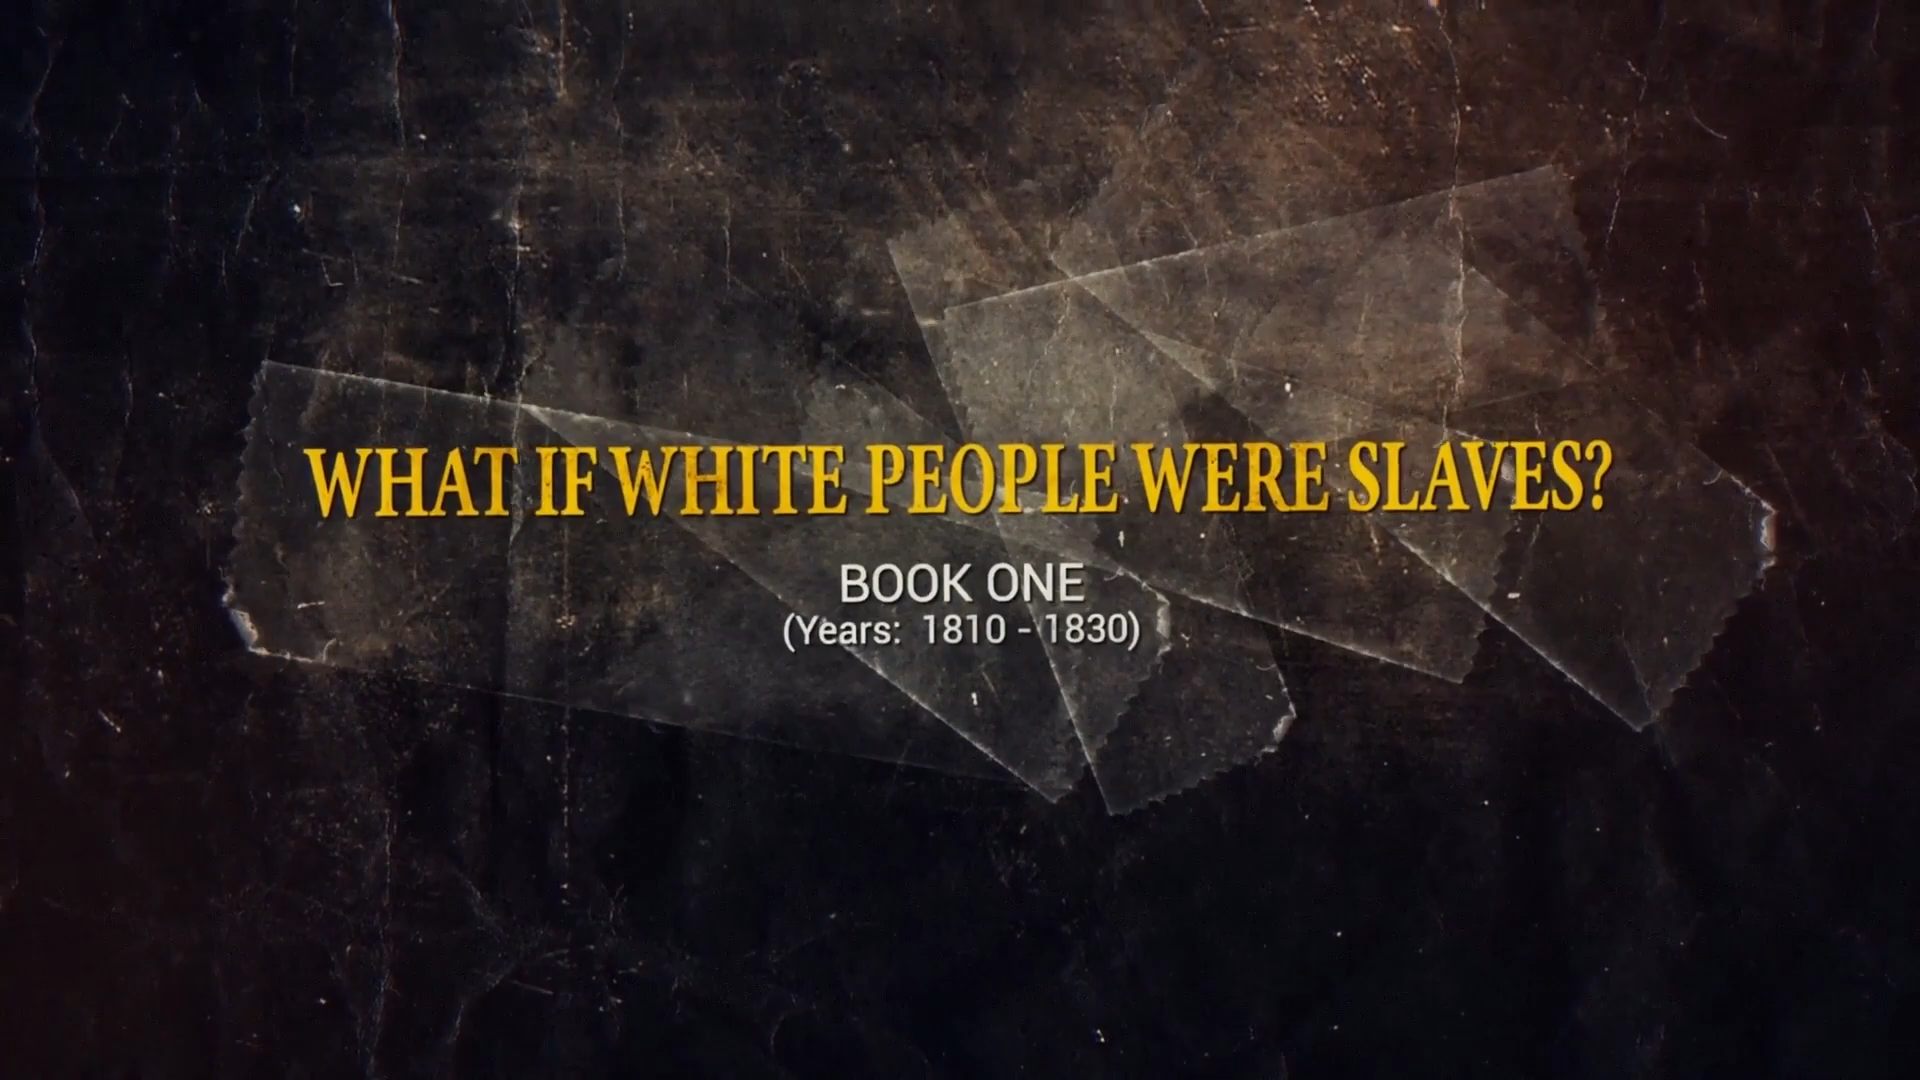 WHAT IF WHITE PEOPLE WERE SLAVES?
BOOK ONE
(Years: 1810 - 1830)